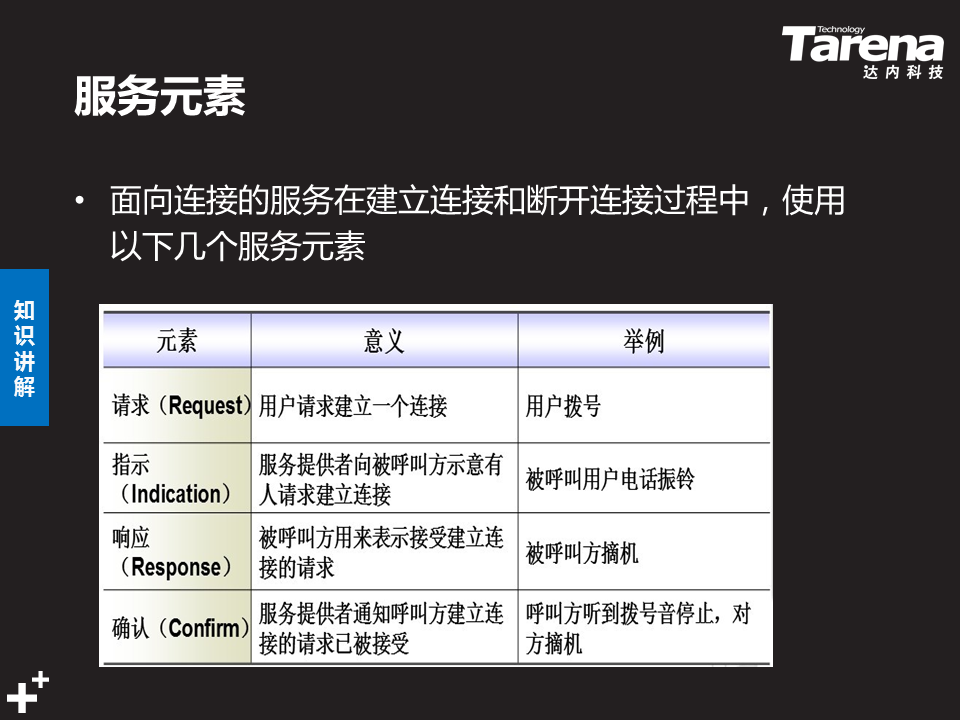 Technology
Tarena
达内科技
服务元素
• 面向连接的服务在建立连接和断开连接过程中，使用
以下几个服务元素
知识讲解
元素 意义 举例
请求（Request） 用户请求建立一个连接 用户拨号
指示
（Indication）
服务提供者向被呼叫方示意有
人请求建立连接
被呼叫用户电话振铃
响应
（Response）
被呼叫方用来表示接受建立连
接的请求
被呼叫方摘机
确认（Confirm）
服务提供者通知呼叫方建立连
接的请求已被接受
呼叫方听到拨号音停止，对
方摘机